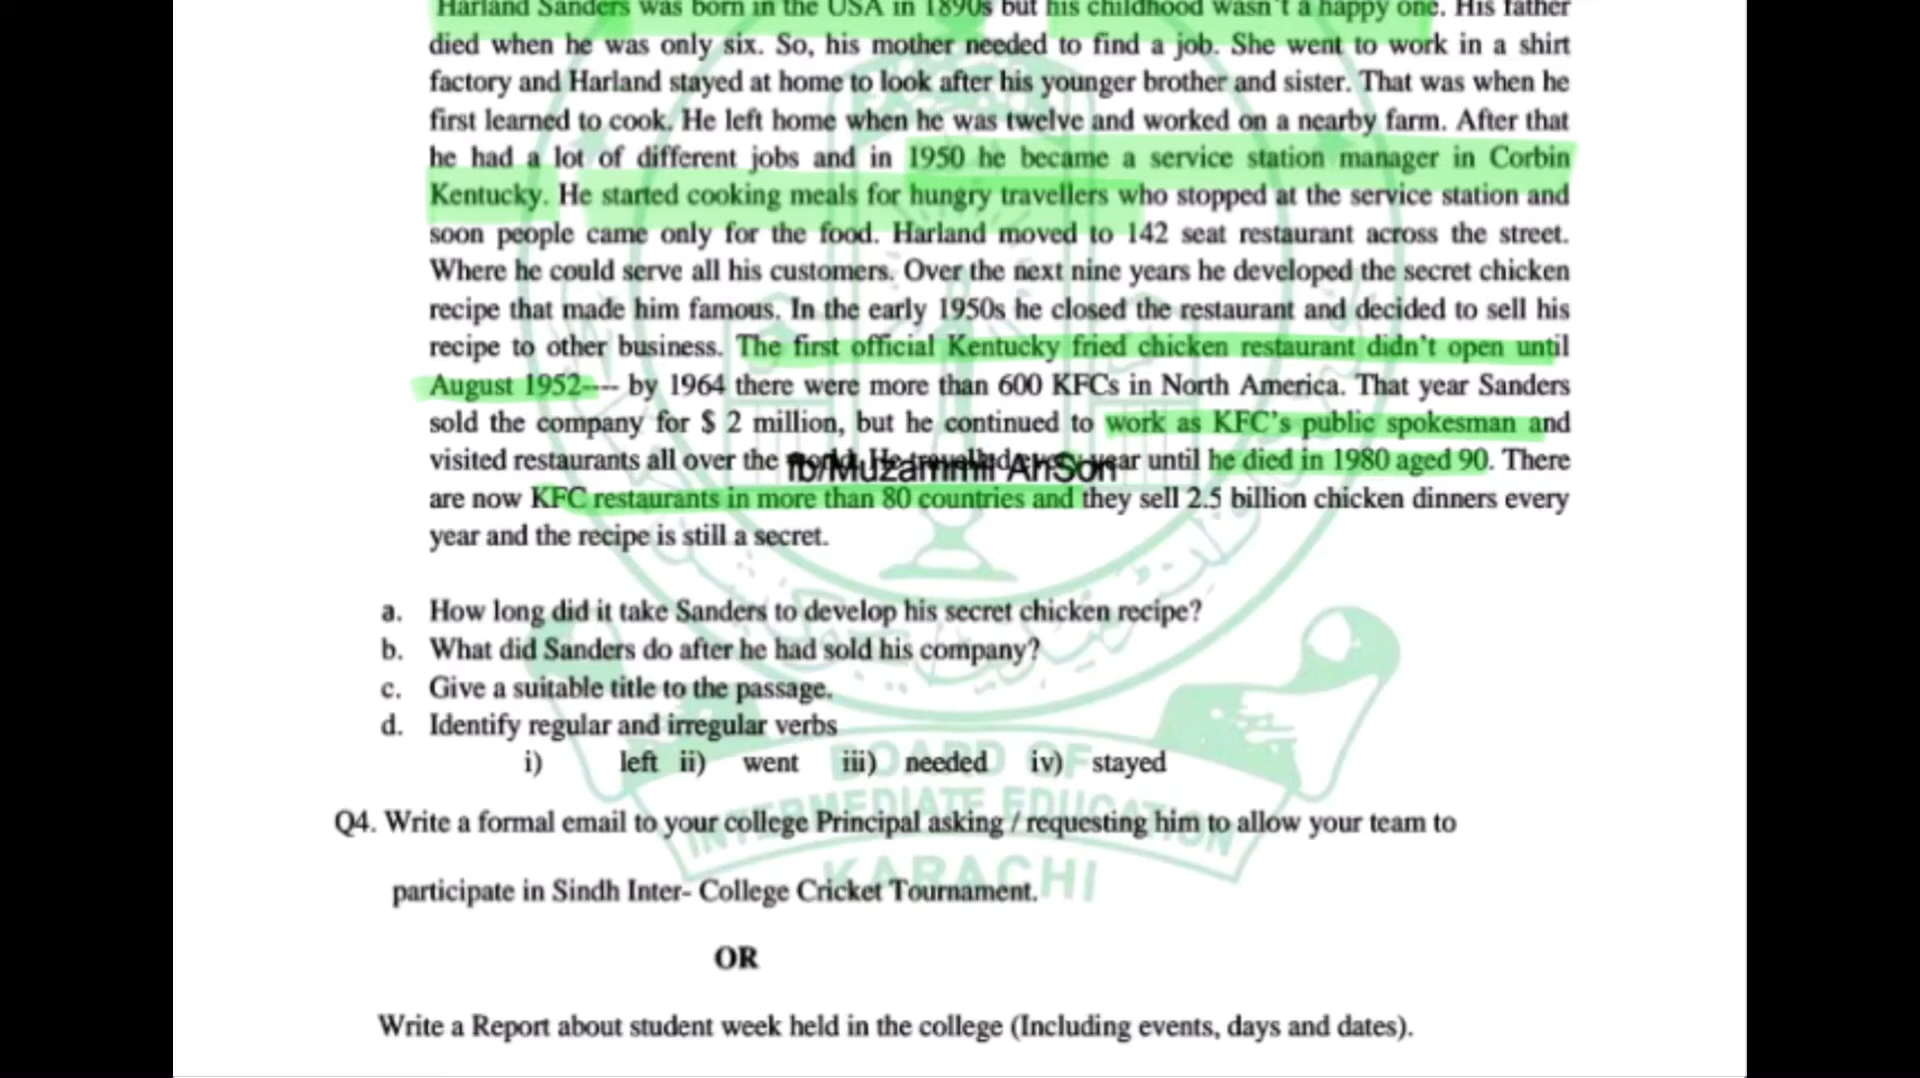 Harland Sanders was born in the USA in 1890s but his childhood wasn't a happy one. His father
died when he was only six. So, his mother needed to find a job. She went to work in a shirt
factory and Harland stayed at home to look after his younger brother and sister. That was when he
first learned to cook. He left home when he was twelve and worked on a nearby farm. After that
he had a lot of different jobs and in 1950 he became a service station manager in Corbin
Kentucky. He started cooking meals for hungry travellers who stopped at the service station and
soon people came only for the food. Harland moved to 142 seat restaurant across the street.
Where he could serve all his customers. Over the next nine years he developed the secret chicken
recipe that made him famous. In the early 1950s he closed the restaurant and decided to sell his
recipe to other business. The first official Kentucky fried chicken restaurant didn't open until
August 1952---- by 1964 there were more than 600 KFCs in North America. That year Sanders
sold the company for $ 2 million, but he continued to work as KFC's public spokesman and
visited restaurants all over the until he died in 1980 aged 90. There
fb/Muzammil AhSon
are now KFC restaurants in more than 80 countries and they sell 2.5 billion chicken dinners every
year and the recipe is still a secret.
a. How long did it take Sanders to develop his secret chicken recipe?
b. What did Sanders do after he had sold his company?
c. Give a suitable title to the passage.
d. Identify regular and irregular verbs
i) left ii) went iii) needed iv) stayed
Q4. Write a formal email to your college Principal asking / requesting him to allow your team to
participate in Sindh Inter- College Cricket Tournament.
OR
Write a Report about student week held in the college (Including events, days and dates).
BOARD OF
INTERMEDIATE EDUCATION
KARACHI